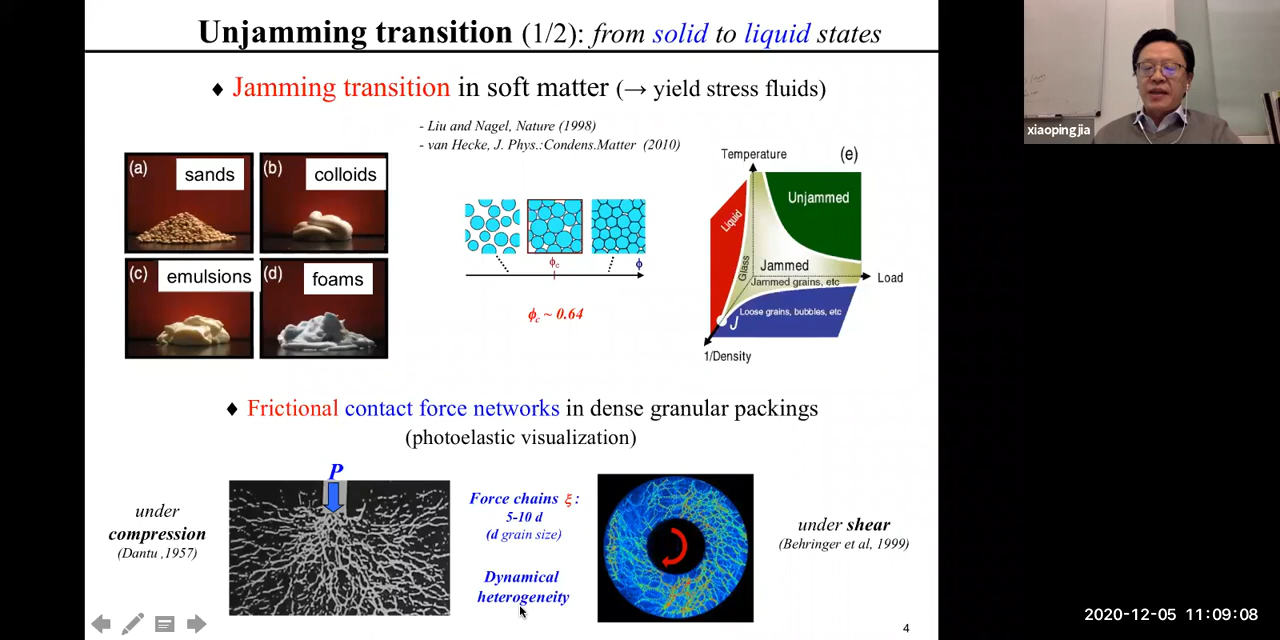 Unjamming transition (1/2): from solid to liquid states
♦ Jamming transition in soft matter (→ yield stress fluids)
- Liu and Nagel, Nature (1998)
- van Hecke, J. Phys.:Condens.Matter (2010)
(a) sands
(b) colloids
(c) emulsions
(d) foams
ϕc
ϕ
ϕc ~ 0.64
Temperature
(e)
Unjammed
Liquid
Glass
Jammed
Jammed grains, etc
Load
Loose grains, bubbles, etc
J
1/Density
♦ Frictional contact force networks in dense granular packings
(photoelastic visualization)
P
under
compression
(Dantu ,1957)
Force chains ξ :
5-10 d
(d grain size)
Dynamical
heterogeneity
under shear
(Behringer et al, 1999)
4
xiaopingjia
2020-12-05 11:09:08